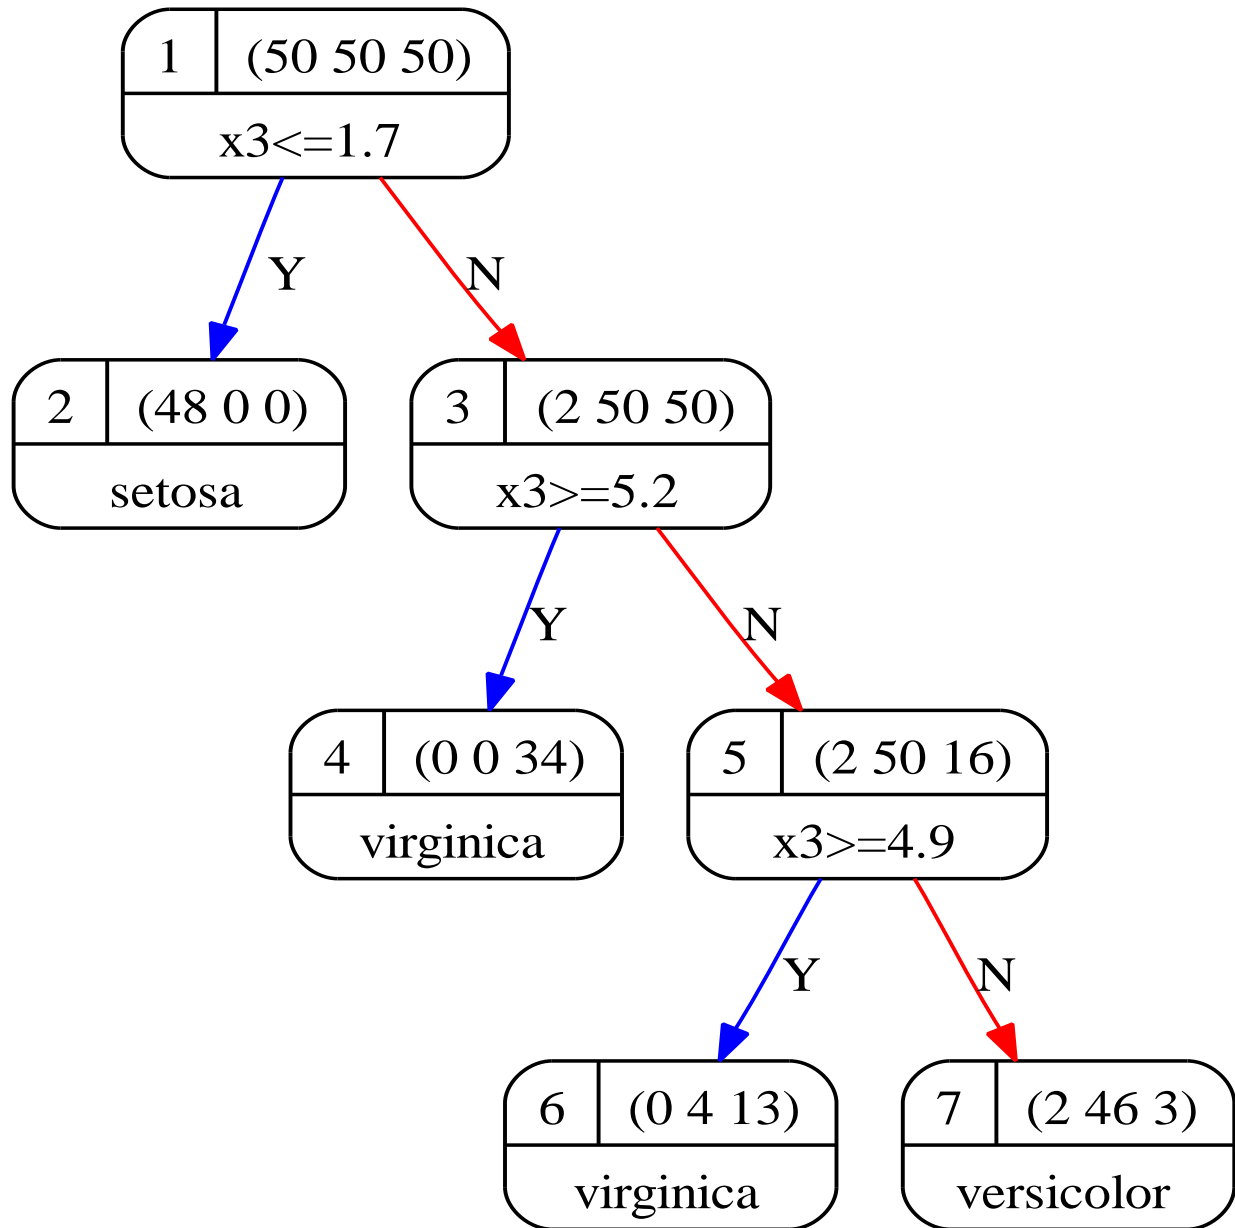 1 (50 50 50)
x3<=1.7
Y N
2 (48 0 0) 3 (2 50 50)
setosa x3>=5.2
Y N
4 (0 0 34) 5 (2 50 16)
virginica x3>=4.9
Y N
6 (0 4 13) 7 (2 46 3)
virginica versicolor